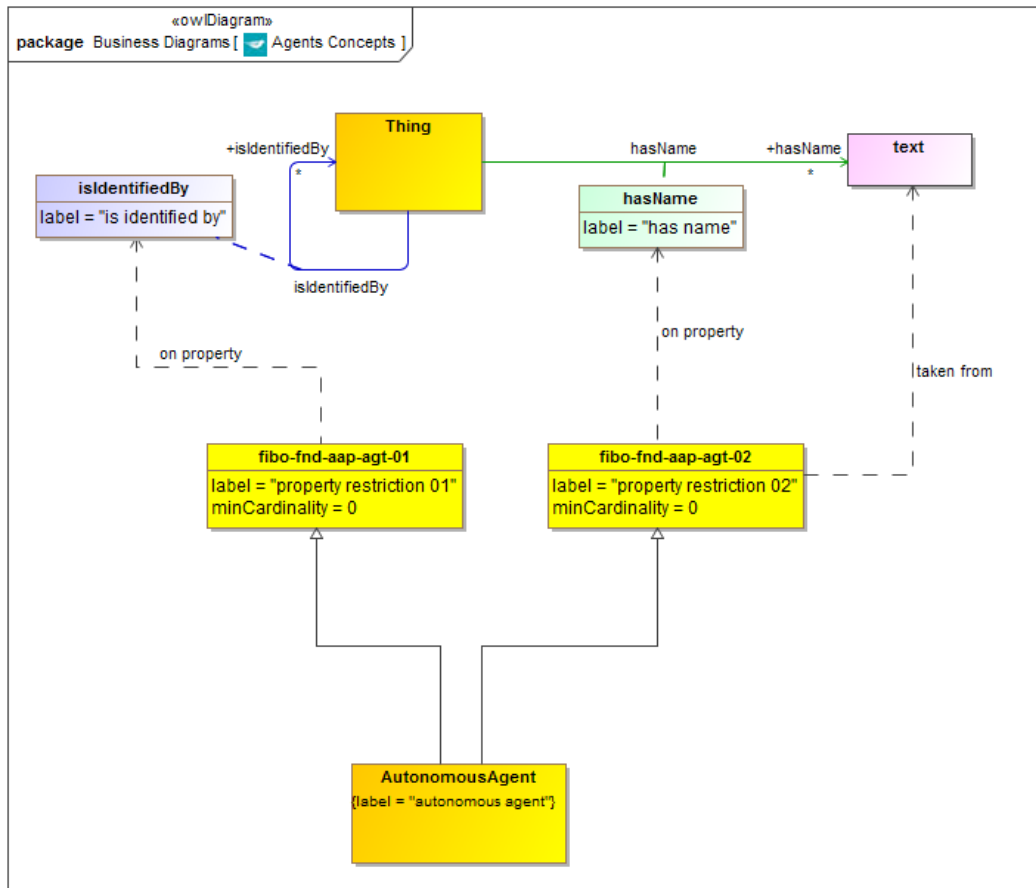 «owlDiagram»
package Business Diagrams [ Agents Concepts ]
Thing
+isIdentifiedBy
*
hasName
+hasName
*
text
isIdentifiedBy
label = "is identified by"
hasName
label = "has name"
isIdentifiedBy
on property
on property
taken from
fibo-fnd-aap-agt-01
label = "property restriction 01"
minCardinality = 0
fibo-fnd-aap-agt-02
label = "property restriction 02"
minCardinality = 0
AutonomousAgent
{label = "autonomous agent"}